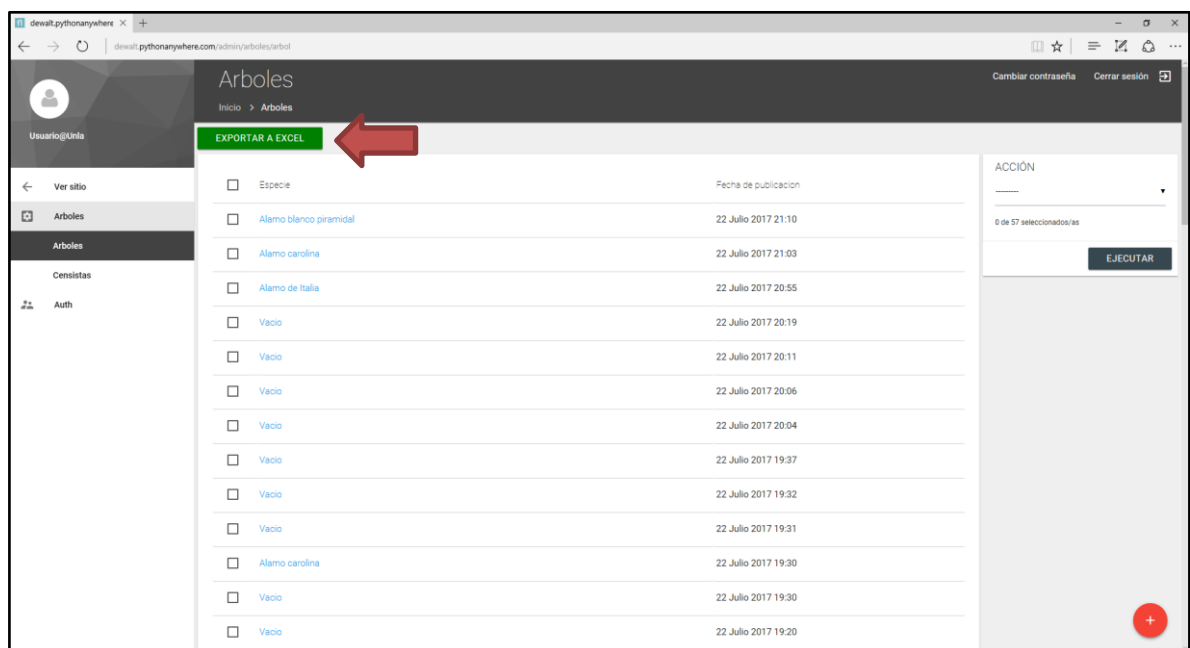 dewalt.pythonanywhere
dewalt.pythonanywhere.com/admin/arboles/arbol
Arboles
Cambiar contraseña Cerrar sesión
Inicio > Arboles
Usuario@Unla
EXPORTAR A EXCEL
Ver sitio
Arboles
Arboles
Censistas
Auth
Especie Fecha de publicacion
Alamo blanco piramidal 22 Julio 2017 21:10
Alamo carolina 22 Julio 2017 21:03
Alamo de Italia 22 Julio 2017 20:55
Vacio 22 Julio 2017 20:19
Vacio 22 Julio 2017 20:11
Vacio 22 Julio 2017 20:06
Vacio 22 Julio 2017 20:04
Vacio 22 Julio 2017 19:37
Vacio 22 Julio 2017 19:32
Vacio 22 Julio 2017 19:31
Alamo carolina 22 Julio 2017 19:30
Vacio 22 Julio 2017 19:30
Vacio 22 Julio 2017 19:20
ACCIÓN
---------
0 de 57 seleccionados/as
EJECUTAR
+